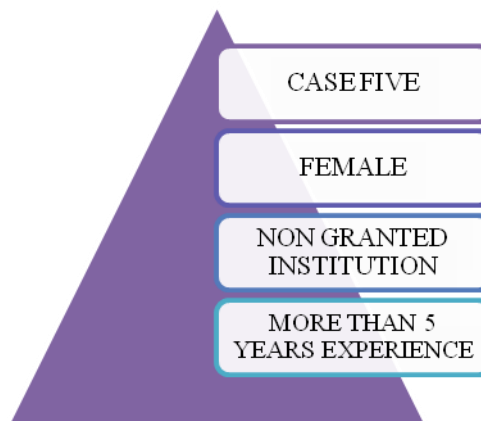 CASE FIVE
FEMALE
NON GRANTED
INSTITUTION
MORE THAN 5
YEARS EXPERIENCE